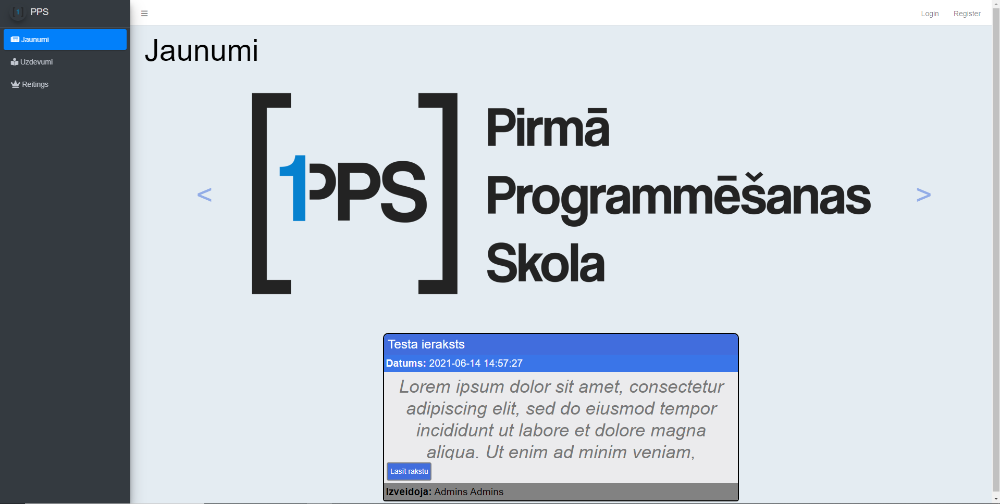 PPS
Login
Register
Jaunumi
Uzdevumi
Reitings
Jaunumi
[1PPS]
Pirmā
Programmēšanas
Skola
<
>
Testa ieraksts
Datums: 2021-06-14 14:57:27
Lorem ipsum dolor sit amet, consectetur
adipiscing elit, sed do eiusmod tempor
incididunt ut labore et dolore magna
aliqua. Ut enim ad minim veniam,
Lasīt rakstu
Izveidoja: Admins Admins